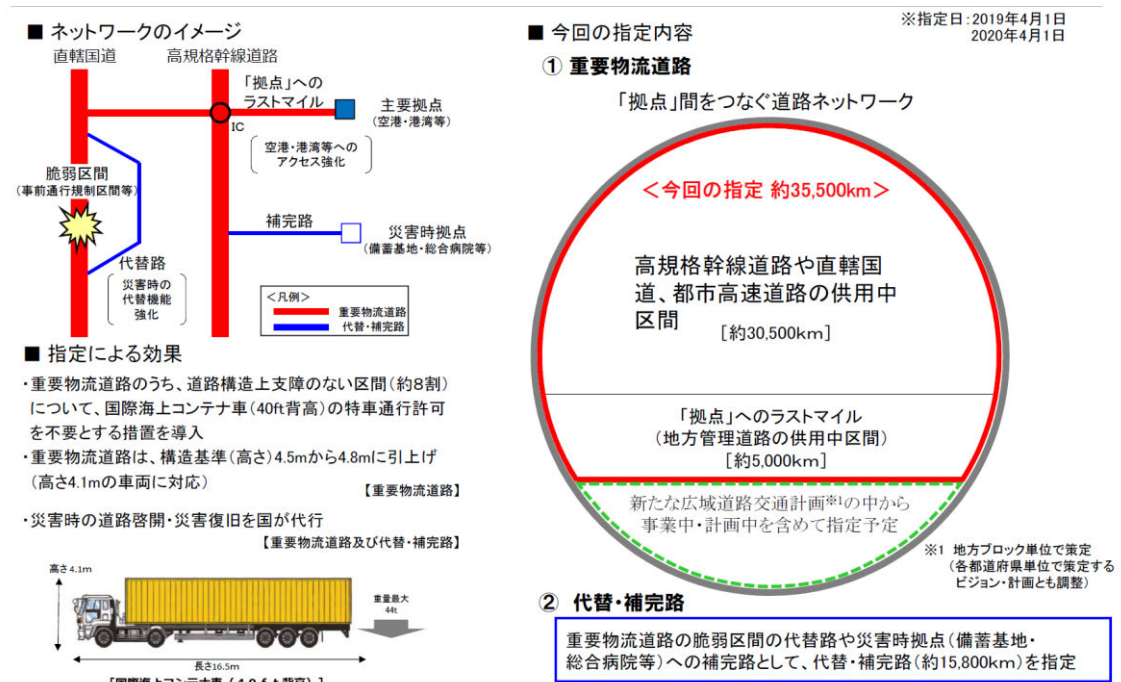 ■ ネットワークのイメージ
直轄国道
高規格幹線道路
「拠点」への
ラストマイル
IC
主要拠点
(空港・港湾等)
空港・港湾等への
アクセス強化
脆弱区間
(事前通行規制区間等)
補完路
災害時拠点
(備蓄基地・総合病院等)
代替路
災害時の
代替機能
強化
＜凡例＞
重要物流道路
代替・補完路
■ 指定による効果
・重要物流道路のうち、道路構造上支障のない区間(約8割)
について、国際海上コンテナ車(40ft背高)の特車通行許可
を不要とする措置を導入
・重要物流道路は、構造基準(高さ)4.5mから4.8mに引上げ
(高さ4.1mの車両に対応)
【重要物流道路】
・災害時の道路啓開・災害復旧を国が代行
【重要物流道路及び代替・補完路】
高さ4.1m
重量最大
44t
長さ16.5m
［国際海上コンテナ車（40ft背高）］
※指定日:2019年4月1日
2020年4月1日
■ 今回の指定内容
① 重要物流道路
「拠点」間をつなぐ道路ネットワーク
＜今回の指定 約35,500km＞
高規格幹線道路や直轄国
道、都市高速道路の供用中
区間
[約30,500km]
「拠点」へのラストマイル
(地方管理道路の供用中区間)
[約5,000km]
新たな広域道路交通計画※1の中から
事業中・計画中を含めて指定予定
※1 地方ブロック単位で策定
(各都道府県単位で策定する
ビジョン・計画とも調整)
② 代替・補完路
重要物流道路の脆弱区間の代替路や災害時拠点(備蓄基地・
総合病院等)への補完路として、代替・補完路(約15,800km)を指定